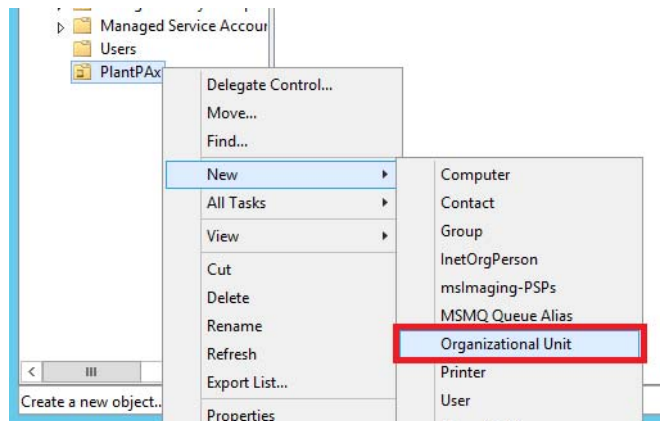 Managed Service Accour
Users
PlantPAx
Delegate Control...
Move...
Find...
New
All Tasks
View
Cut
Delete
Rename
Refresh
Export List...
Properties
Computer
Contact
Group
InetOrgPerson
msImaging-PSPs
MSMQ Queue Alias
Organizational Unit
Printer
User
Create a new object..